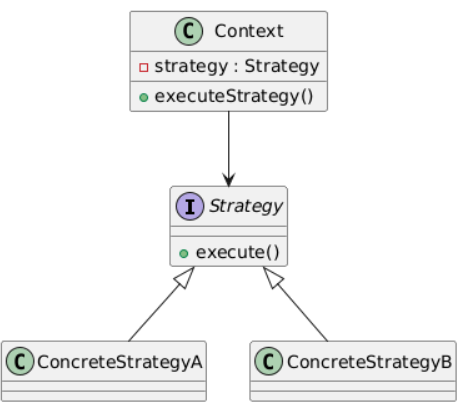 C Context
strategy : Strategy
executeStrategy()
I Strategy
execute()
C ConcreteStrategyA
C ConcreteStrategyB